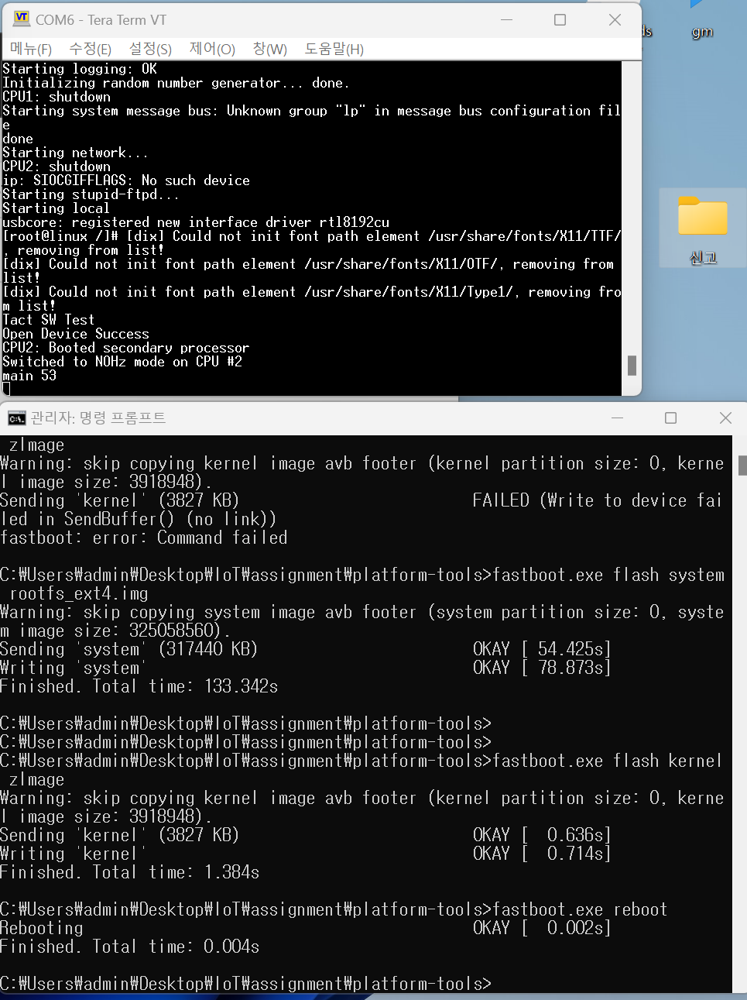 COM6 - Tera Term VT
메뉴(F) 수정(E) 설정(S) 제어(O) 창(W) 도움말(H)
Starting logging: OK
Initializing random number generator... done.
CPU1: shutdown
Starting system message bus: Unknown group "lp" in message bus configuration fil
e
done
Starting network...
CPU2: shutdown
ip: SIOCGIFFLAGS: No such device
Starting stupid-ftpd...
Starting local
usbcore: registered new interface driver rtl8192cu
[root@linux /]# [dix] Could not init font path element /usr/share/fonts/X11/TTF/
, removing from list!
[dix] Could not init font path element /usr/share/fonts/X11/OTF/, removing from
list!
[dix] Could not init font path element /usr/share/fonts/X11/Type1/, removing fro
m list!
Tact SW Test
Open Device Success
CPU2: Booted secondary processor
Switched to NOHz mode on CPU #2
main 53
ds
gm
신고
관리자: 명령 프롬프트
zImage
Warning: skip copying kernel image avb footer (kernel partition size: 0, kerne
l image size: 3918948).
Sending 'kernel' (3827 KB) FAILED (Write to device fai
led in SendBuffer() (no link))
fastboot: error: Command failed
C:₩Users₩admin₩Desktop₩IoT₩assignment₩platform-tools>fastboot.exe flash system
rootfs_ext4.img
Warning: skip copying system image avb footer (system partition size: 0, syste
m image size: 325058560).
Sending 'system' (317440 KB) OKAY [ 54.425s]
Writing 'system' OKAY [ 78.873s]
Finished. Total time: 133.342s
C:₩Users₩admin₩Desktop₩IoT₩assignment₩platform-tools>
C:₩Users₩admin₩Desktop₩IoT₩assignment₩platform-tools>
C:₩Users₩admin₩Desktop₩IoT₩assignment₩platform-tools>fastboot.exe flash kernel
zImage
Warning: skip copying kernel image avb footer (kernel partition size: 0, kerne
l image size: 3918948).
Sending 'kernel' (3827 KB) OKAY [ 0.636s]
Writing 'kernel' OKAY [ 0.714s]
Finished. Total time: 1.384s
C:₩Users₩admin₩Desktop₩IoT₩assignment₩platform-tools>fastboot.exe reboot
Rebooting OKAY [ 0.002s]
Finished. Total time: 0.004s
C:₩Users₩admin₩Desktop₩IoT₩assignment₩platform-tools>